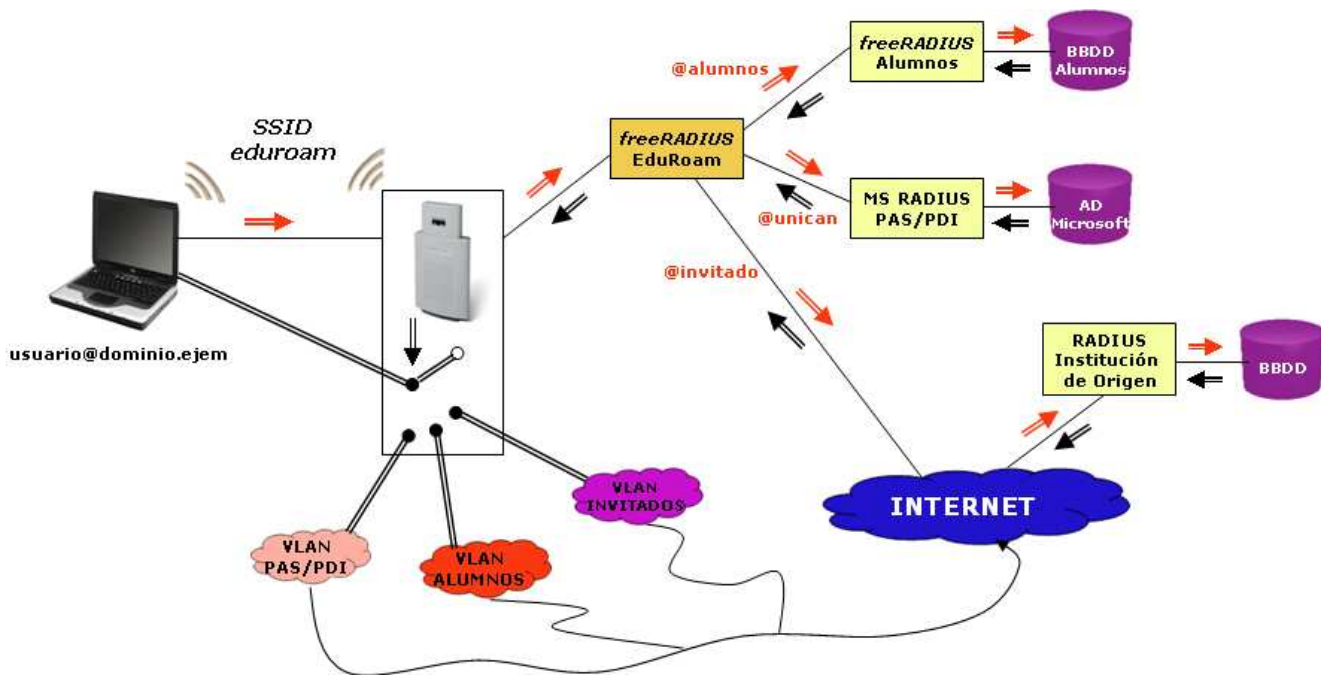 SSID
eduroam
usuario@dominio.ejem
freeRADIUS
EduRoam
@alumnos
freeRADIUS
Alumnos
BBDD
Alumnos
@unican
MS RADIUS
PAS/PDI
AD
Microsoft
@invitado
RADIUS
Institución
de Origen
BBDD
INTERNET
VLAN
INVITADOS
VLAN
PAS/PDI
VLAN
ALUMNOS